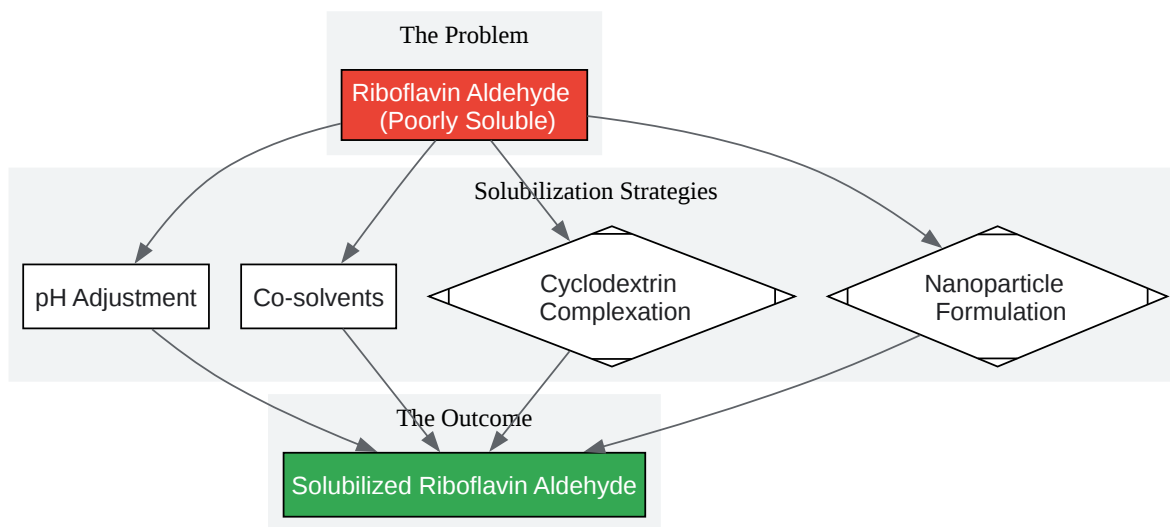 The Problem
Riboflavin Aldehyde
(Poorly Soluble)
Solubilization Strategies
pH Adjustment
Co-solvents
Cyclodextrin
Complexation
Nanoparticle
Formulation
The Outcome
Solubilized Riboflavin Aldehyde